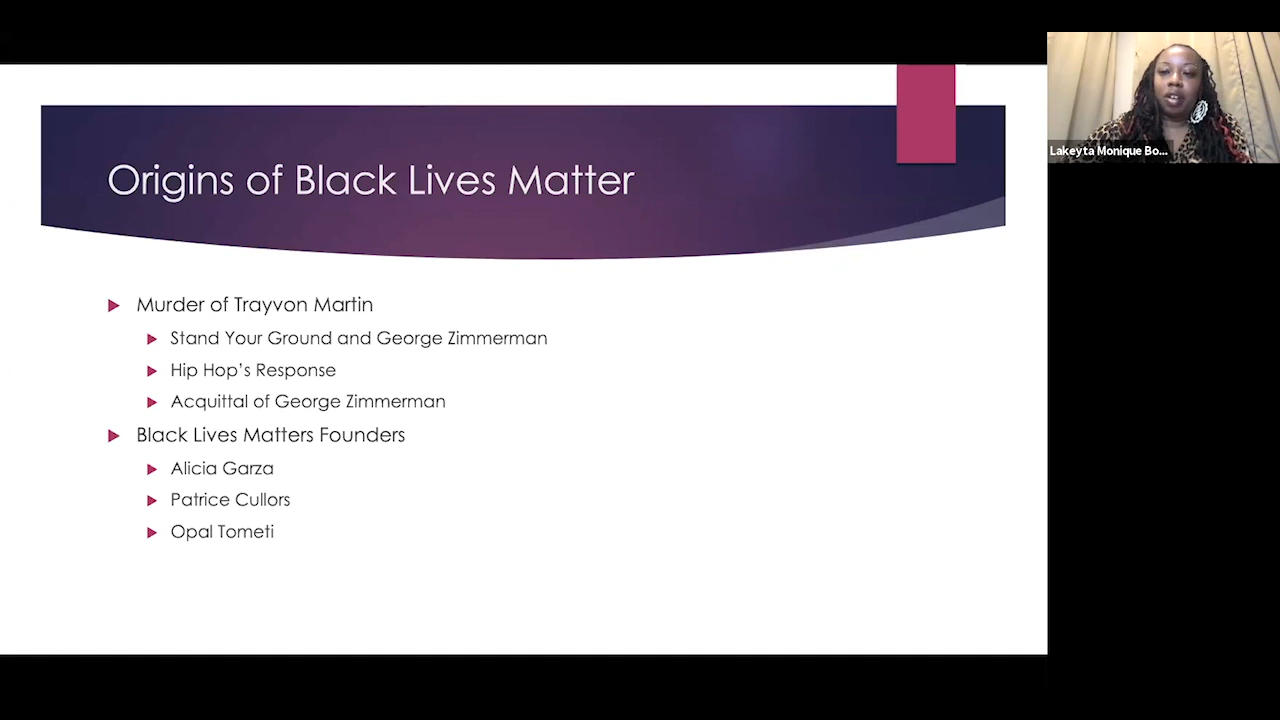 Origins of Black Lives Matter
Murder of Trayvon Martin
Stand Your Ground and George Zimmerman
Hip Hop's Response
Acquittal of George Zimmerman
Black Lives Matters Founders
Alicia Garza
Patrice Cullors
Opal Tometi
Lakeyta Monique Bo...